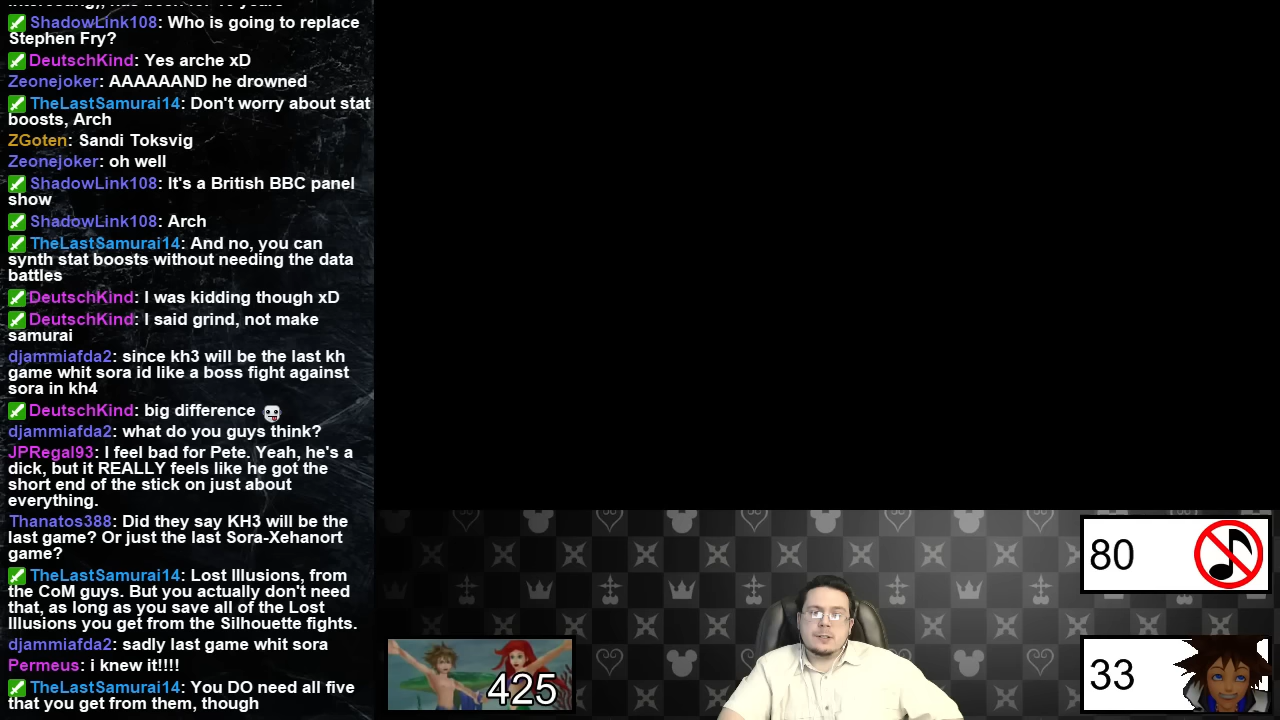 ShadowLink108: Who is going to replace
Stephen Fry?
DeutschKind: Yes arche xD
Zeonejoker: AAAAAAND he drowned
TheLastSamurai14: Don't worry about stat
boosts, Arch
ZGoten: Sandi Toksvig
Zeonejoker: oh well
ShadowLink108: It's a British BBC panel
show
ShadowLink108: Arch
TheLastSamurai14: And no, you can
synth stat boosts without needing the data
battles
DeutschKind: I was kidding though xD
DeutschKind: I said grind, not make
samurai
djammiafda2: since kh3 will be the last kh
game whit sora id like a boss fight against
sora in kh4
DeutschKind: big difference
djammiafda2: what do you guys think?
JPRegal93: I feel bad for Pete. Yeah, he's a
dick, but it REALLY feels like he got the
short end of the stick on just about
everything.
Thanatos388: Did they say KH3 will be the
last game? Or just the last Sora-Xehanort
game?
TheLastSamurai14: Lost Illusions, from
the CoM guys. But you actually don't need
that, as long as you save all of the Lost
Illusions you get from the Silhouette fights.
djammiafda2: sadly last game whit sora
Permeus: i knew it!!!!
TheLastSamurai14: You DO need all five
that you get from them, though
425
80
33